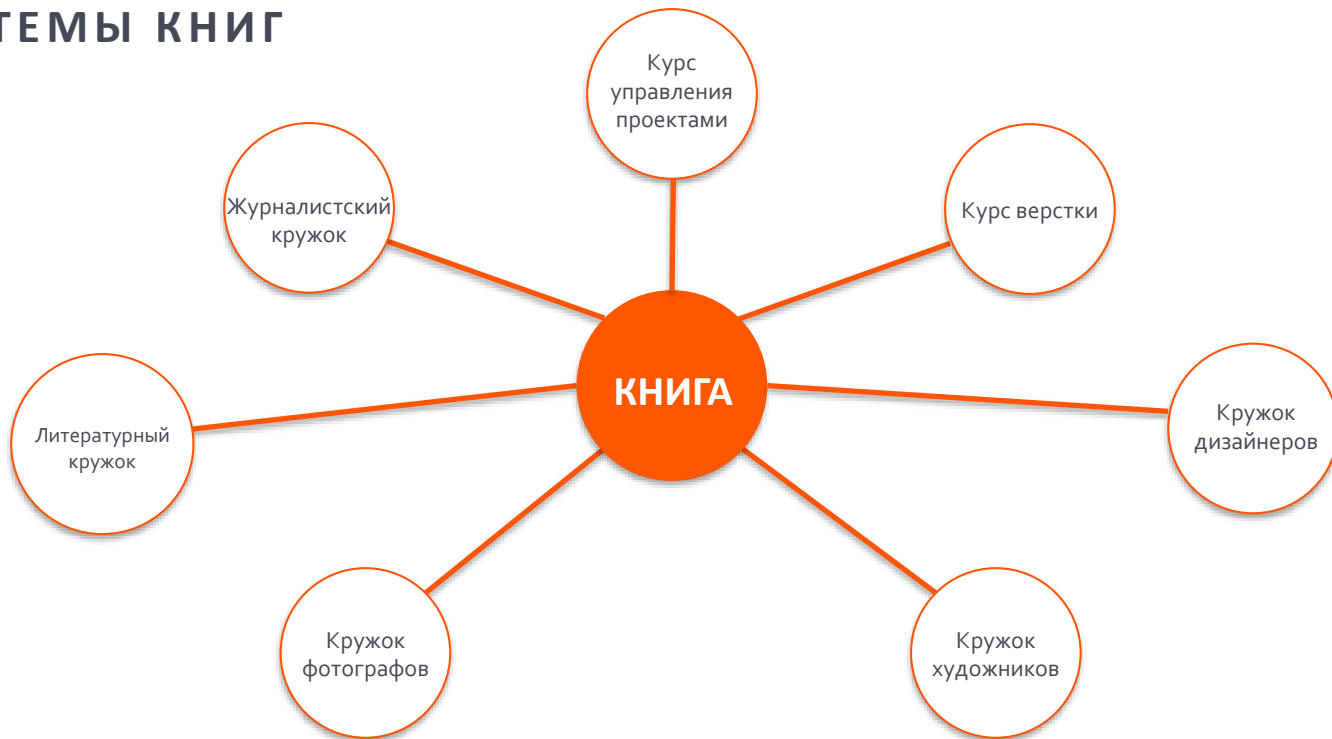 ТЕМЫ КНИГ
Курс
управления
проектами
Журналистский
кружок
Курс верстки
КНИГА
Литературный
кружок
Кружок
дизайнеров
Кружок
фотографов
Кружок
художников